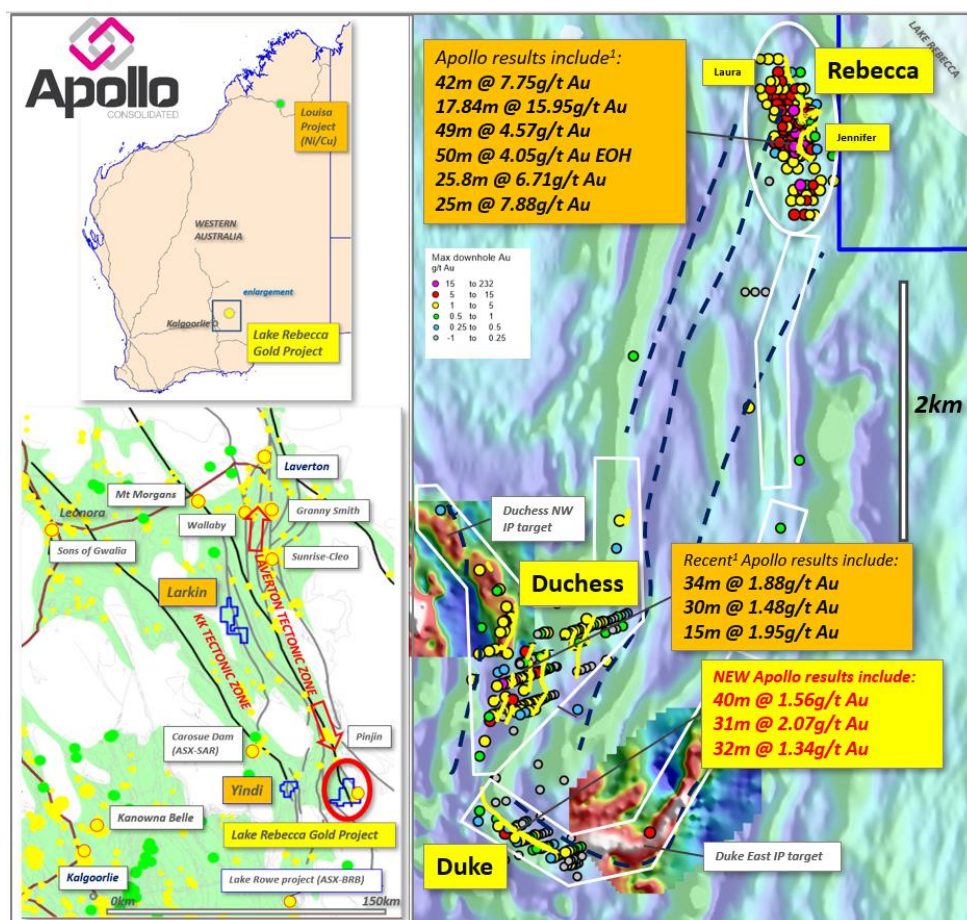 Apollo
CONSOLIDATED
Louisa
Project
(Ni/Cu)
WESTERN
AUSTRALIA
enlargement
Kalgoorlie
Lake Rebecca
Gold Project
Laverton
Mt Morgans
Leonora
Wallaby
Granny Smith
Sons of Gwalia
Sunrise-Cleo
Larkin
LAVERTON TECTONIC ZONE
KK TECTONIC ZONE
Carosue Dam
(ASX-SAR)
Pinjin
Yindi
Kanowna Belle
Lake Rebecca Gold Project
Kalgoorlie
Lake Rowe project (ASX-BRB)
0km
150km
Apollo results include¹:
42m @ 7.75g/t Au
17.84m @ 15.95g/t Au
49m @ 4.57g/t Au
50m @ 4.05g/t Au EOH
25.8m @ 6.71g/t Au
25m @ 7.88g/t Au
LAKE REBECCA
Laura
Rebecca
Jennifer
Max downhole Au
g/t Au
15 to 232
5 to 15
1 to 5
0.5 to 1
0.25 to 0.5
-1 to 0.25
2km
Duchess NW
IP target
Duchess
Recent¹ Apollo results include:
34m @ 1.88g/t Au
30m @ 1.48g/t Au
15m @ 1.95g/t Au
NEW Apollo results include:
40m @ 1.56g/t Au
31m @ 2.07g/t Au
32m @ 1.34g/t Au
Duke
Duke East IP target